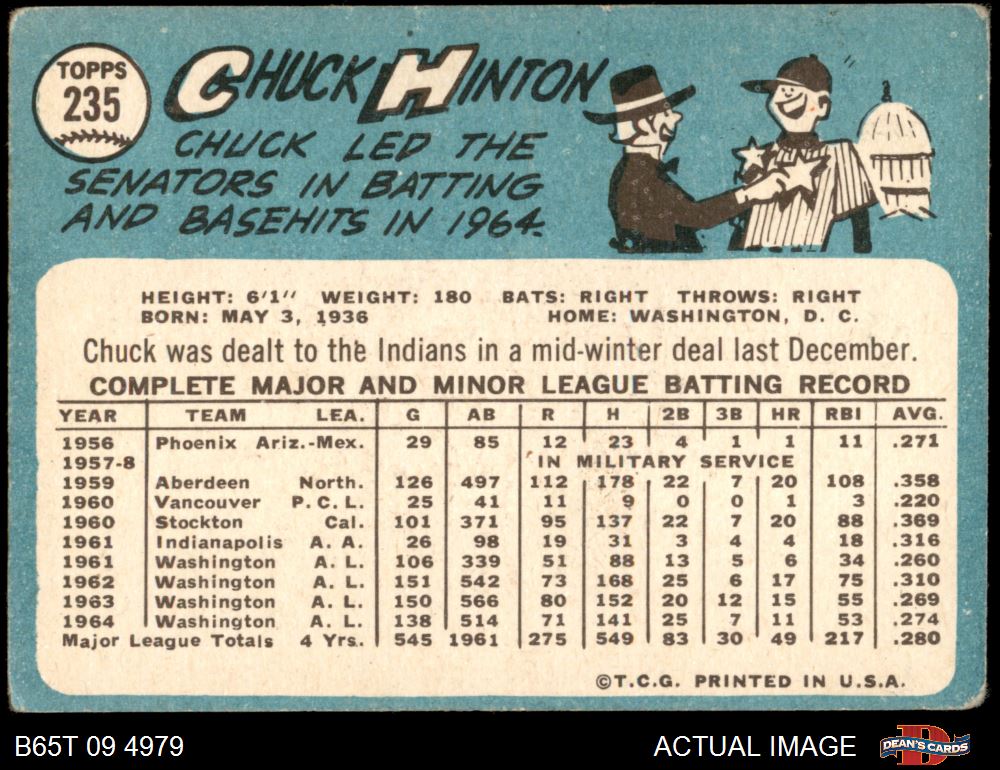 TOPPS
235
CHUCK HINTON
CHUCK LED THE
SENATORS IN BATTING
AND BASEHITS IN 1964.
HEIGHT: 6'1" WEIGHT: 180 BATS: RIGHT THROWS: RIGHT
BORN: MAY 3, 1936 HOME: WASHINGTON, D. C.
Chuck was dealt to the Indians in a mid-winter deal last December.
COMPLETE MAJOR AND MINOR LEAGUE BATTING RECORD
YEAR TEAM LEA. G AB R H 2B 3B HR RBI AVG.
1956 Phoenix Ariz.-Mex. 29 85 12 23 4 1 1 11 .271
1957-8 IN MILITARY SERVICE
1959 Aberdeen North. 126 497 112 178 22 7 20 108 .358
1960 Vancouver P.C.L. 25 41 11 9 0 0 1 3 .220
1960 Stockton Cal. 101 371 95 137 22 7 20 88 .369
1961 Indianapolis A. A. 26 98 19 31 3 4 4 18 .316
1961 Washington A. L. 106 339 51 88 13 5 6 34 .260
1962 Washington A. L. 151 542 73 168 25 6 17 75 .310
1963 Washington A. L. 150 566 80 152 20 12 15 55 .269
1964 Washington A. L. 138 514 71 141 25 7 11 53 .274
Major League Totals 4 Yrs. 545 1961 275 549 83 30 49 217 .280
©T.C.G. PRINTED IN U.S.A.
B65T 09 4979 ACTUAL IMAGE DEAN'S CARDS